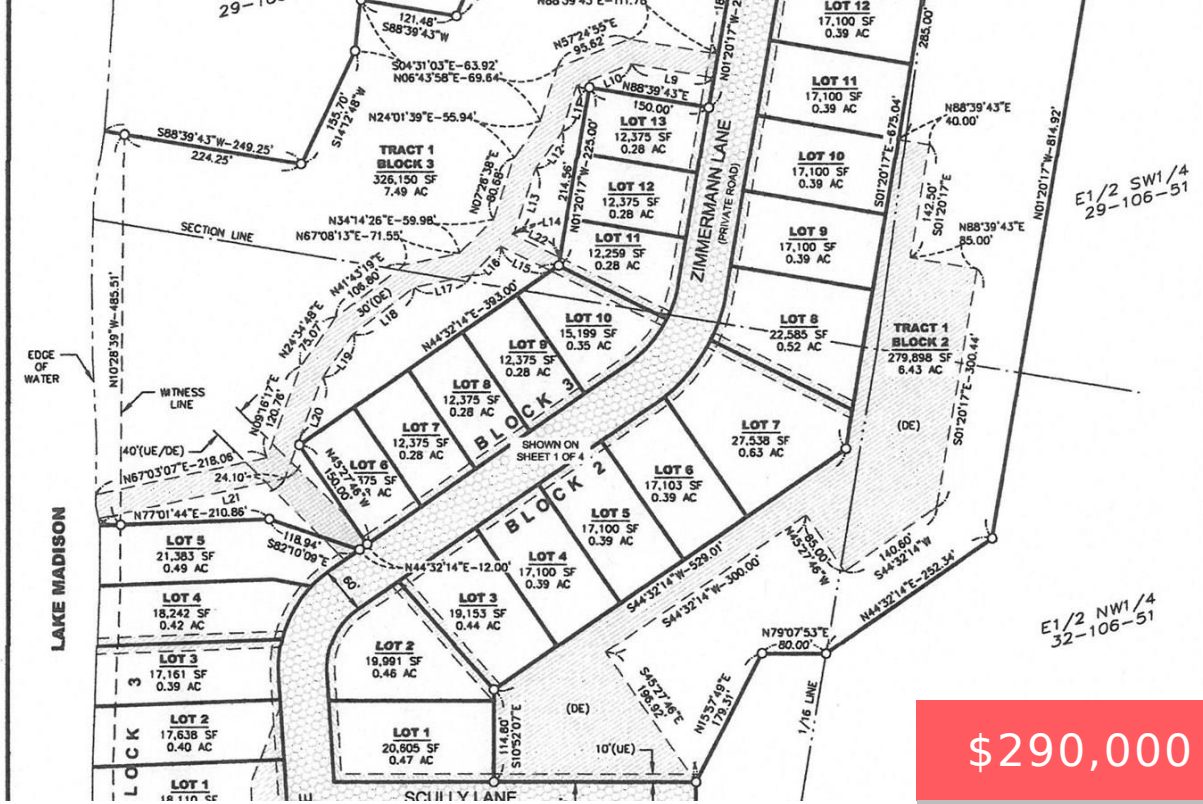 29-106
121.48'
S88°39'43"W
N88°39'43"E-111.78'
N57°24'55"E
95.62'
S04°31'03"E-63.92'
N06°43'58"E-69.64'
155.70'
S14°12'48"W
S88°39'43"W-249.25'
224.25'
N24°01'39"E-55.94'
TRACT 1
BLOCK 3
326,150 SF
7.49 AC
N07°26'38"E
80.68'
N34°14'26"E-59.98'
N67°08'13"E-71.55'
SECTION LINE
N41°43'19"E
106.80'
30'(DE)
N24°34'48"E
75.07'
N09°16'17"E
120.76'
L9
L10
L11
L12
L13
L14
L22
L15
L16
L17
L18
L19
L20
L21
N88°39'43"E
150.00'
LOT 13
12,375 SF
0.28 AC
214.56'
N01°20'17"W-225.00'
LOT 12
12,375 SF
0.28 AC
LOT 11
12,259 SF
0.28 AC
N44°32'14"E-393.00'
LOT 10
15,199 SF
0.35 AC
LOT 9
12,375 SF
0.28 AC
LOT 8
12,375 SF
0.28 AC
LOT 7
12,375 SF
0.28 AC
LOT 6
375 SF
AC
N45°27'46"W
150.00'
BLOCK 3
ZIMMERMANN LANE
(PRIVATE ROAD)
SHOWN ON
SHEET 1 OF 4
BLOCK 2
LOT 12
17,100 SF
0.39 AC
LOT 11
17,100 SF
0.39 AC
LOT 10
17,100 SF
0.39 AC
LOT 9
17,100 SF
0.39 AC
LOT 8
22,585 SF
0.52 AC
LOT 7
27,538 SF
0.63 AC
LOT 6
17,103 SF
0.39 AC
LOT 5
17,100 SF
0.39 AC
LOT 4
17,100 SF
0.39 AC
LOT 3
19,153 SF
0.44 AC
LOT 2
19,991 SF
0.46 AC
LOT 1
20,605 SF
0.47 AC
285.00'
S01°20'17"E-675.04'
N88°39'43"E
40.00'
142.50'
S01°20'17"E
N88°39'43"E
85.00'
N01°20'17"W-814.92'
E1/2 SW1/4
29-106-51
TRACT 1
BLOCK 2
279,898 SF
6.43 AC
(DE)
S01°20'17"E-300.44'
140.60'
S44°32'14"W
N44°32'14"E-252.34'
85.00'
N45°27'46"W
S44°32'14"W-529.01'
S44°32'14"W-300.00'
N79°07'53"E
80.00'
E1/2 NW1/4
32-106-51
S45°27'46"E
196.92'
N15°37'49"E
179.31'
1/16 LINE
(DE)
10'(UE)
114.80'
S10°52'07"E
SCULLY LANE
EDGE
OF
WATER
N10°28'39"W-485.51'
WITNESS
LINE
40'(UE/DE)
N67°03'07"E-218.06'
24.10'
N77°01'44"E-210.86'
118.94'
S82°10'09"E
N44°32'14"E-12.00'
60'
LAKE MADISON
LOT 5
21,383 SF
0.49 AC
LOT 4
18,242 SF
0.42 AC
LOT 3
17,161 SF
0.39 AC
LOT 2
17,638 SF
0.40 AC
LOT 1
18,110 SF
LOCK 3
$290,000